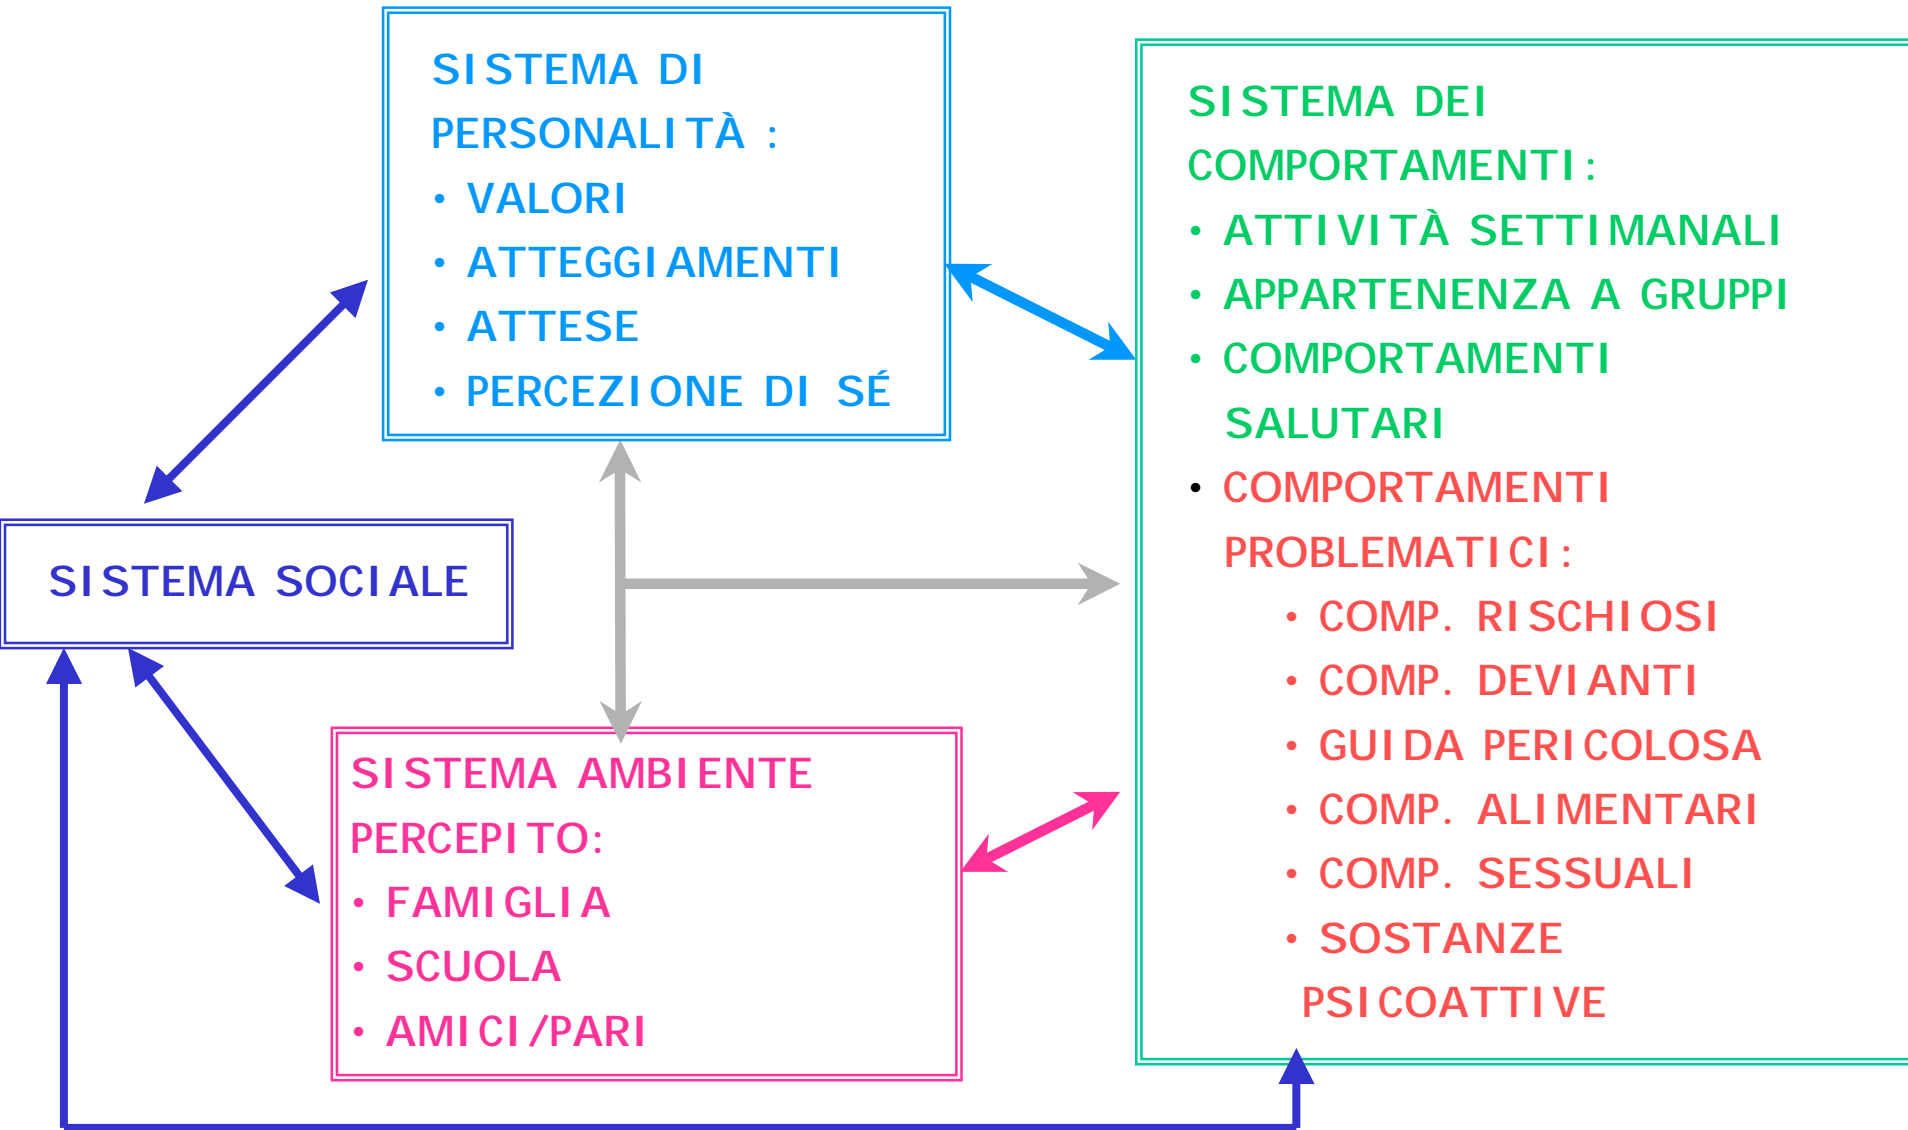 SISTEMA DI
PERSONALITÀ :
• VALORI
• ATTEGGIAMENTI
• ATTESE
• PERCEZIONE DI SÉ
SISTEMA DEI
COMPORTAMENTI:
• ATTIVITÀ SETTIMANALI
• APPARTENENZA A GRUPPI
• COMPORTAMENTI
SALUTARI
• COMPORTAMENTI
PROBLEMATICI:
• COMP. RISCHIOSI
• COMP. DEVIANTI
• GUIDA PERICOLOSA
• COMP. ALIMENTARI
• COMP. SESSUALI
• SOSTANZE
PSICOATTIVE
SISTEMA SOCIALE
SISTEMA AMBIENTE
PERCEPITO:
• FAMIGLIA
• SCUOLA
• AMICI/PARI